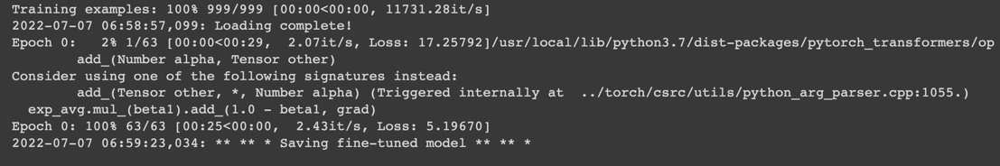 Training examples: 100% 999/999 [00:00<00:00, 11731.28it/s]
2022-07-07 06:58:57,099: Loading complete!
Epoch 0:   2% 1/63 [00:00<00:29,  2.07it/s, Loss: 17.25792]/usr/local/lib/python3.7/dist-packages/pytorch_transformers/op
        add_(Number alpha, Tensor other)
Consider using one of the following signatures instead:
        add_(Tensor other, *, Number alpha) (Triggered internally at  ../torch/csrc/utils/python_arg_parser.cpp:1055.)
  exp_avg.mul_(beta1).add_(1.0 - beta1, grad)
Epoch 0: 100% 63/63 [00:25<00:00,  2.43it/s, Loss: 5.19670]
2022-07-07 06:59:23,034: ** ** * Saving fine-tuned model ** ** *